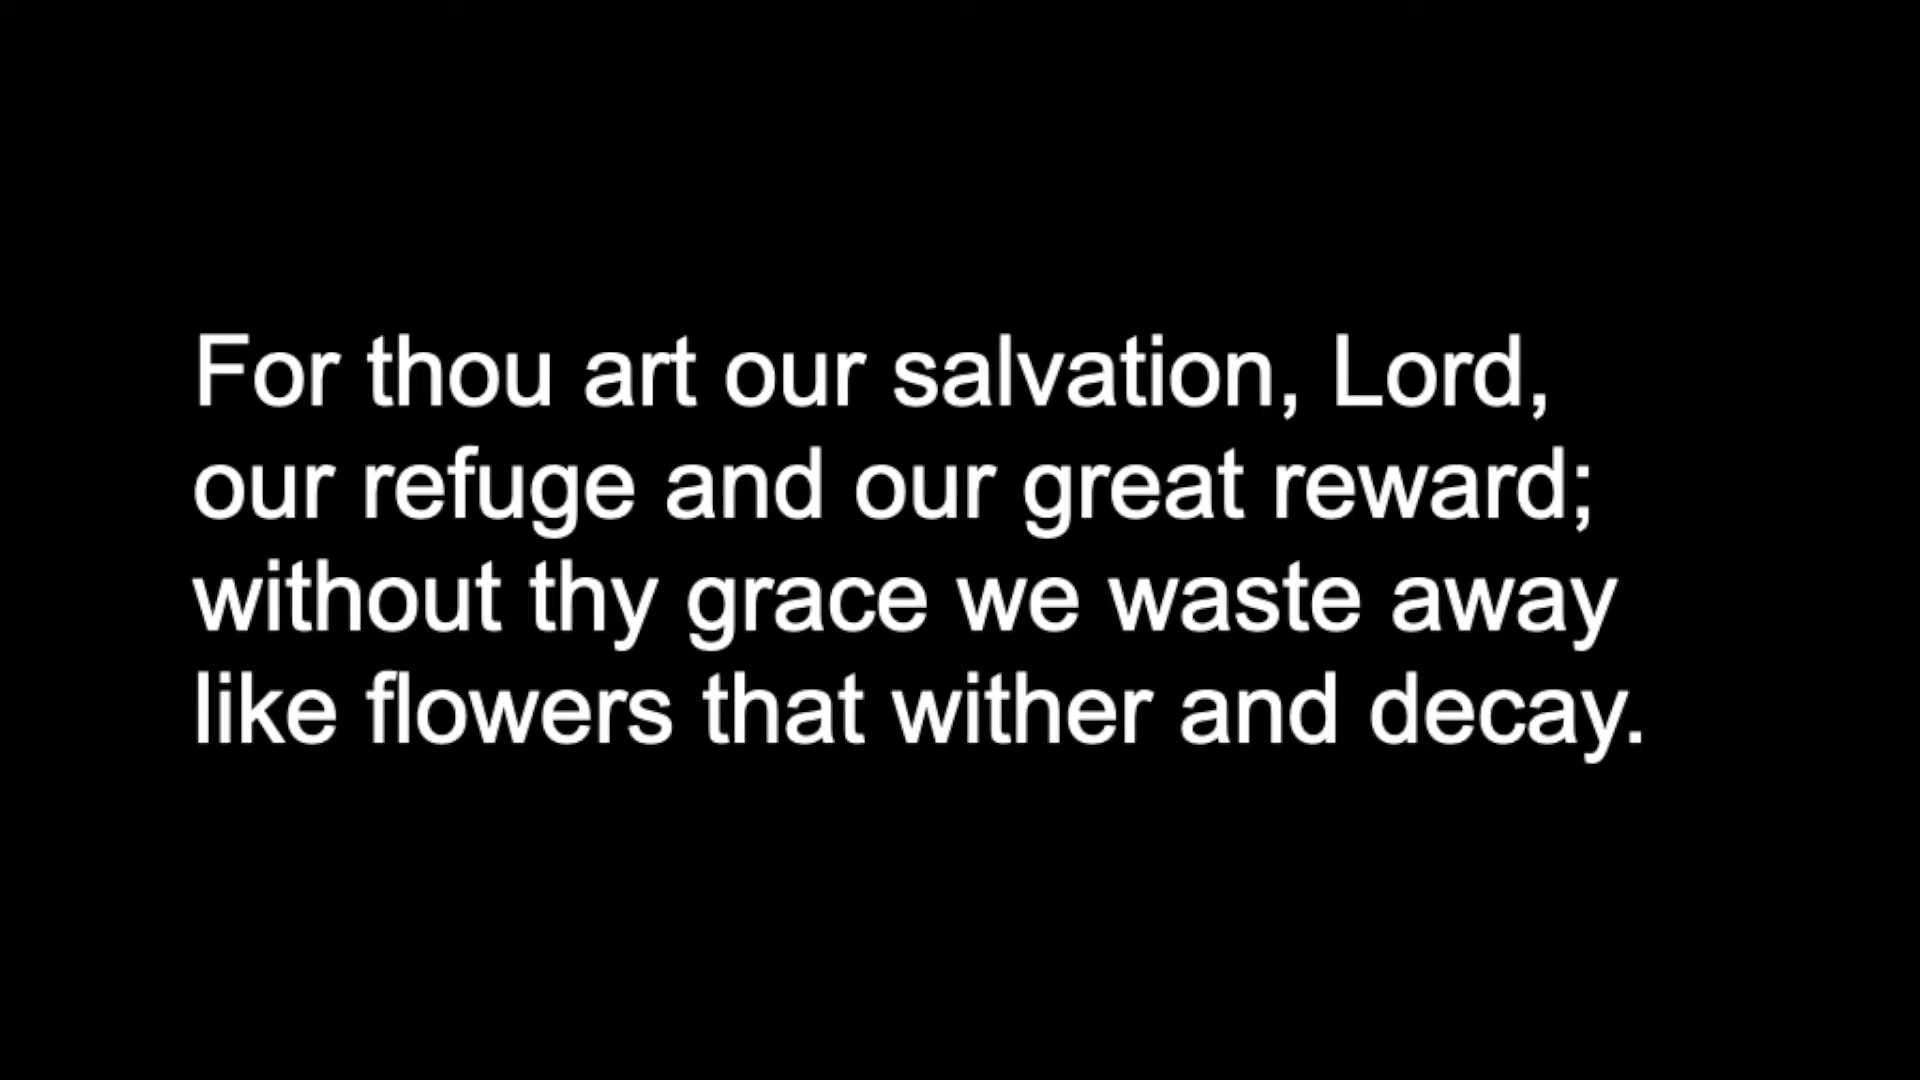 For thou art our salvation, Lord,
our refuge and our great reward;
without thy grace we waste away
like flowers that wither and decay.